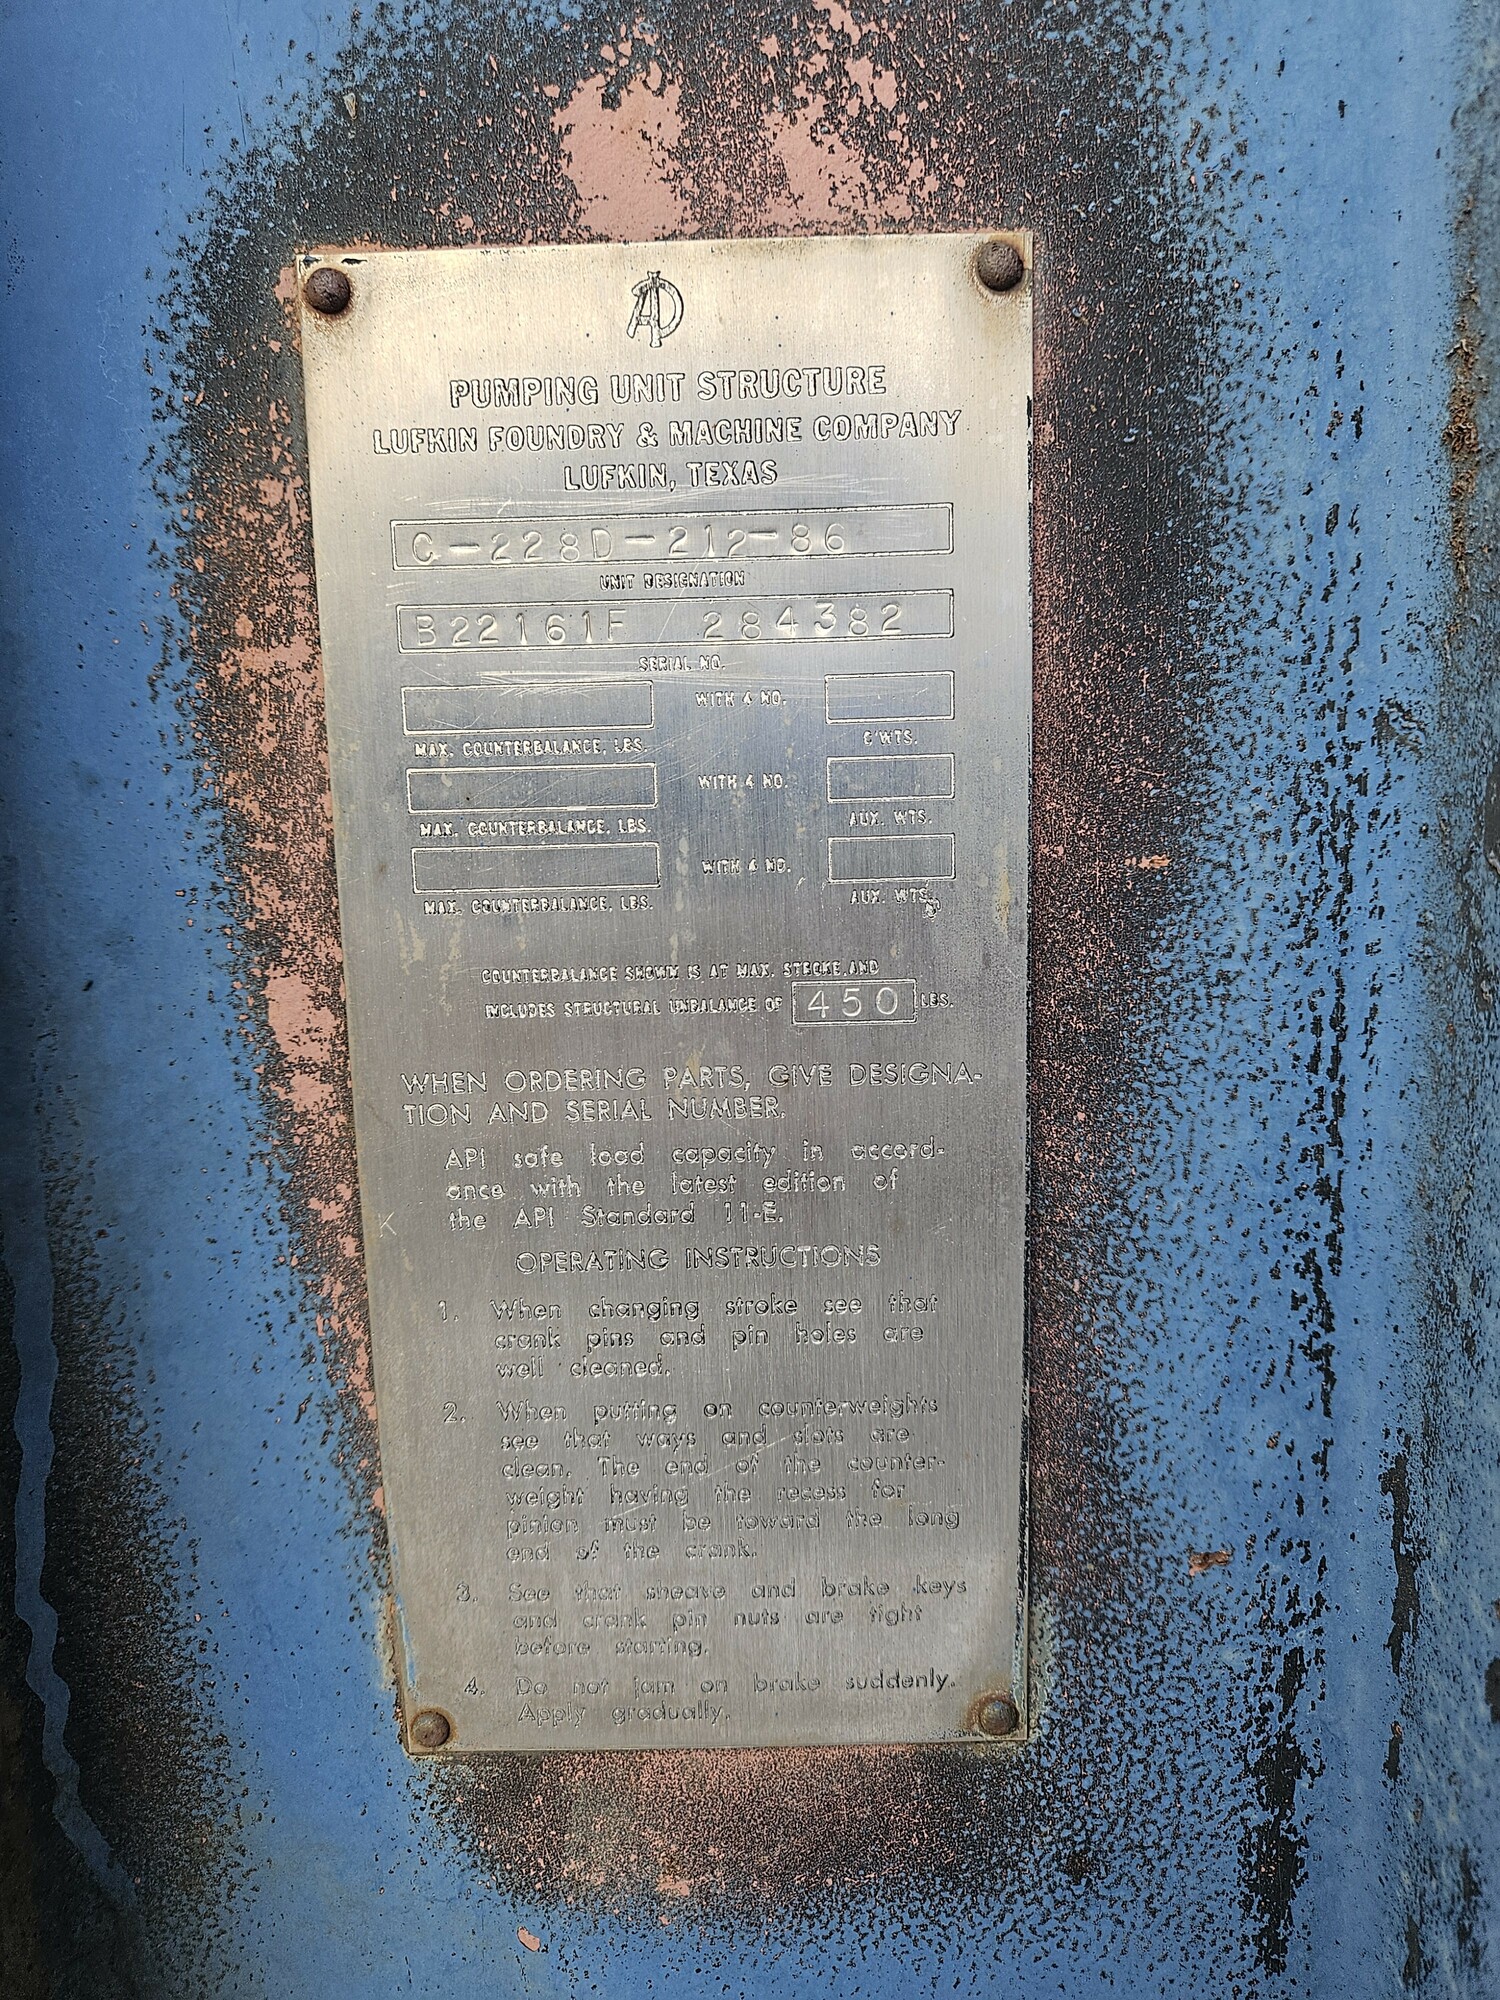 API
PUMPING UNIT STRUCTURE
LUFKIN FOUNDRY & MACHINE COMPANY
LUFKIN, TEXAS
C-228D-212-86
UNIT DESIGNATION
B22161F 284382
SERIAL NO.
WITH 4 NO.
MAX. COUNTERBALANCE, LBS. C'WTS.
WITH 4 NO.
MAX. COUNTERBALANCE, LBS. AUX. WTS.
WITH 4 NO.
MAX. COUNTERBALANCE, LBS. AUX. WTS.
COUNTERBALANCE SHOWN IS AT MAX. STROKE AND
INCLUDES STRUCTURAL UNBALANCE OF 450 LBS.
WHEN ORDERING PARTS, GIVE DESIGNA-
TION AND SERIAL NUMBER.
API safe load capacity in accord-
ance with the latest edition of
the API Standard 11-E.
OPERATING INSTRUCTIONS
1. When changing stroke see that
crank pins and pin holes are
well cleaned.
2. When putting on counterweights
see that ways and slots are
clean. The end of the counter-
weight having the recess for
pinion must be toward the long
end of the crank.
3. See that sheave and brake keys
and crank pin nuts are tight
before starting.
4. Do not jam on brake suddenly.
Apply gradually.